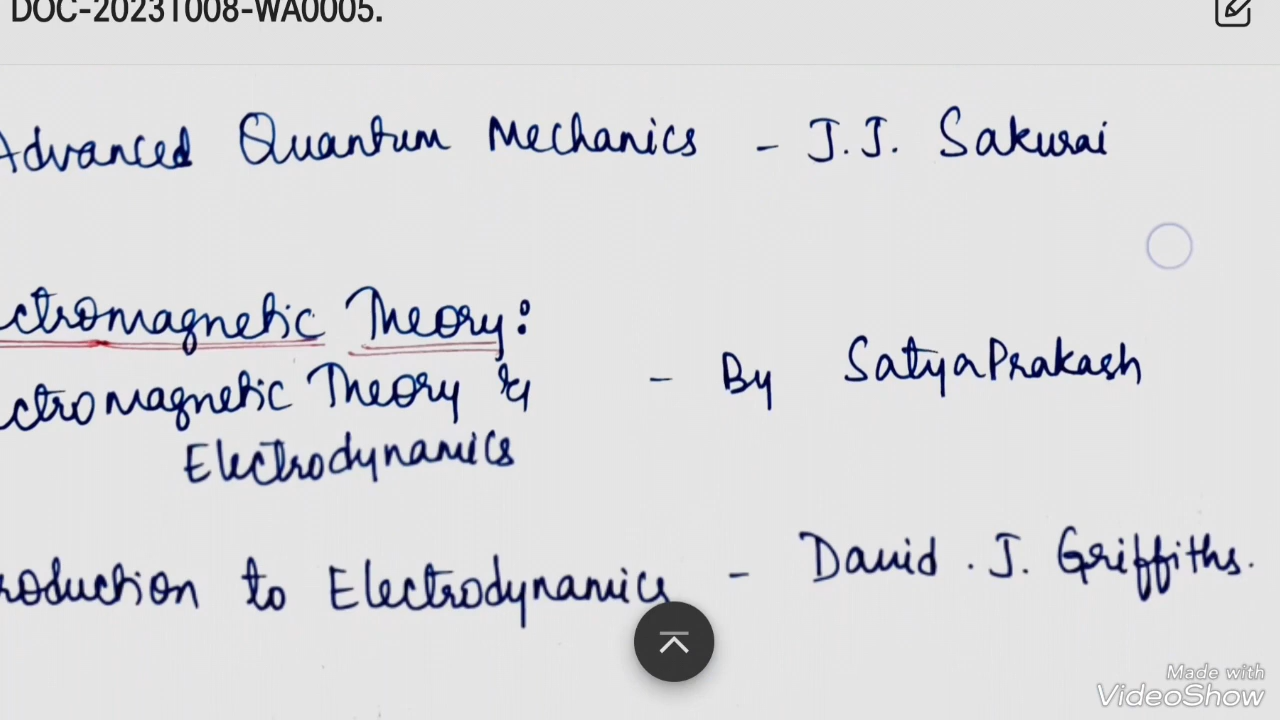 DOC-20231008-WA0005.
Advanced Quantum Mechanics - J.J. Sakurai
ctromagnetic Theory:
ctromagnetic Theory & - By SatyaPrakash
Electrodynamics
roduction to Electrodynamics - David . J. Griffiths.
Made with
VideoShow